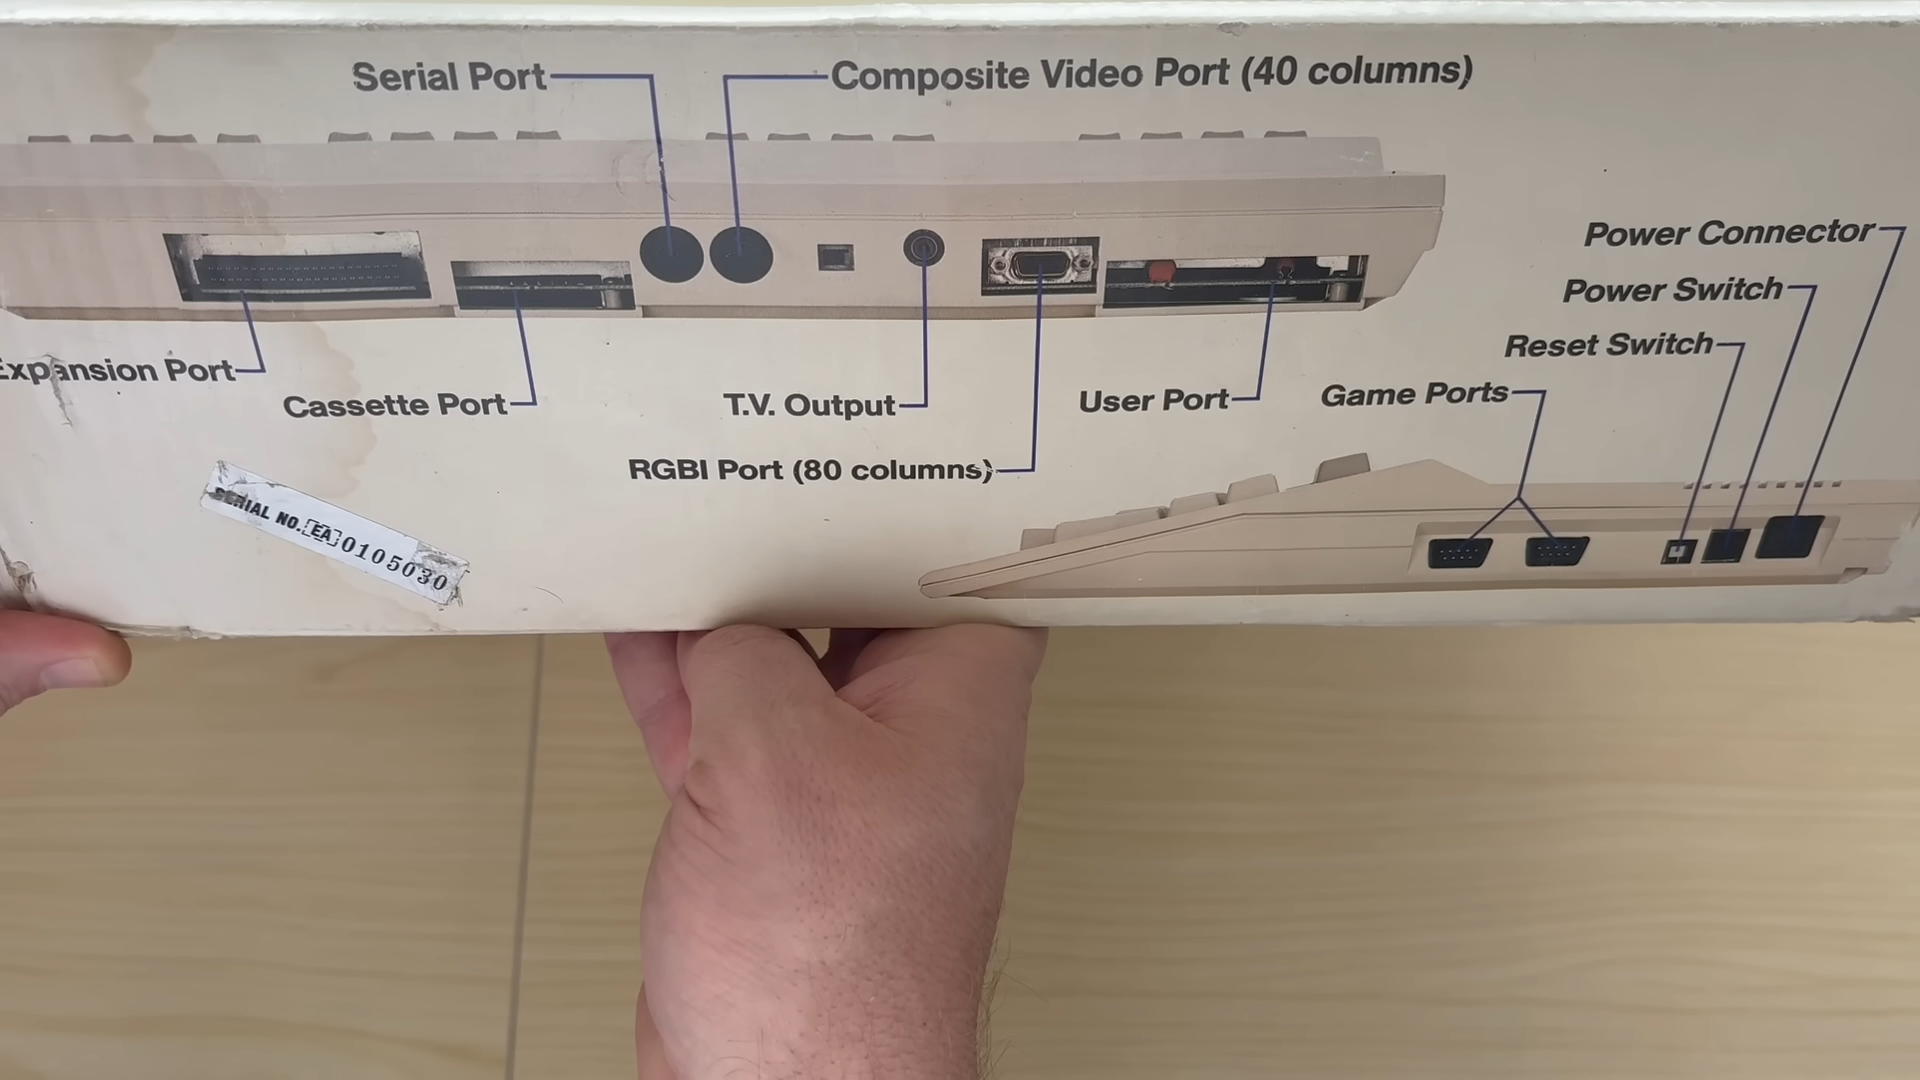 Serial Port
Composite Video Port (40 columns)
Power Connector
Power Switch
Reset Switch
Expansion Port
Cassette Port
T.V. Output
User Port
Game Ports
RGBI Port (80 columns)
SERIAL NO. EA 0105030